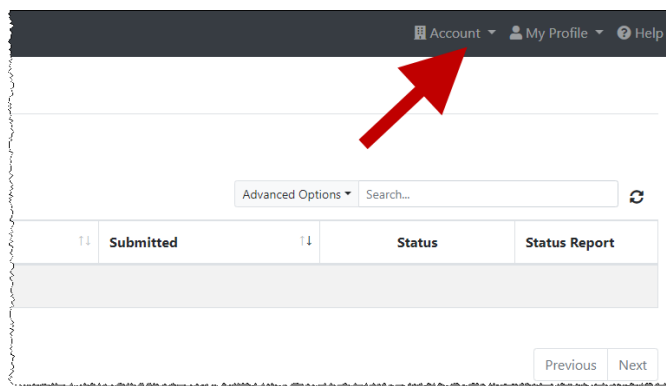 Account My Profile Help
Advanced Options Search...
Submitted Status Status Report
Previous Next